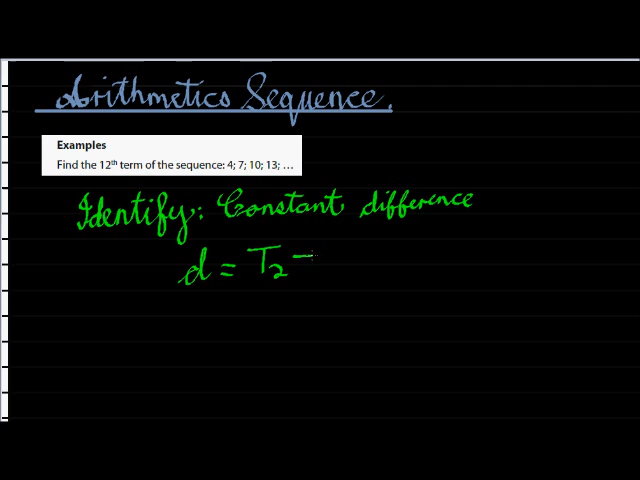 Arithmetics Sequence.
Examples
Find the 12th term of the sequence: 4; 7; 10; 13; …
Identify: Constant difference
d = T₂ −